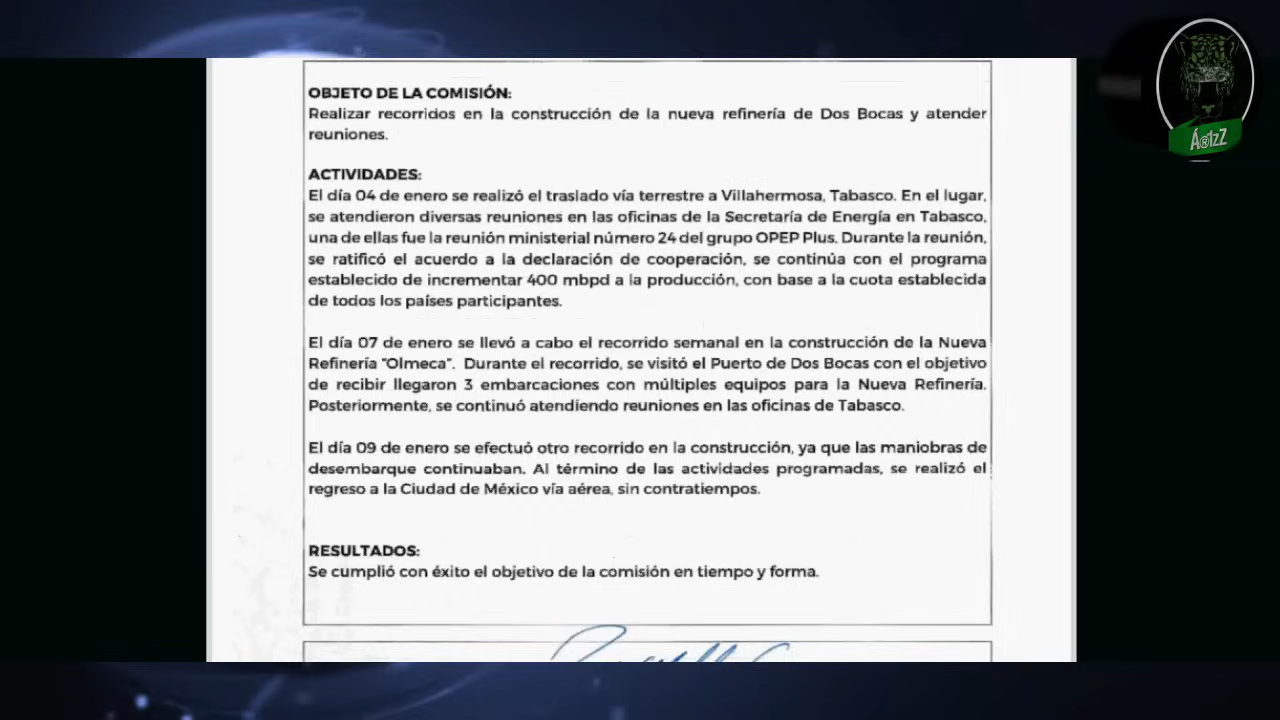 OBJETO DE LA COMISIÓN:
Realizar recorridos en la construcción de la nueva refinería de Dos Bocas y atender
reuniones.
ACTIVIDADES:
El día 04 de enero se realizó el traslado vía terrestre a Villahermosa, Tabasco. En el lugar,
se atendieron diversas reuniones en las oficinas de la Secretaría de Energía en Tabasco,
una de ellas fue la reunión ministerial número 24 del grupo OPEP Plus. Durante la reunión,
se ratificó el acuerdo a la declaración de cooperación, se continúa con el programa
establecido de incrementar 400 mbpd a la producción, con base a la cuota establecida
de todos los países participantes.
El día 07 de enero se llevó a cabo el recorrido semanal en la construcción de la Nueva
Refinería "Olmeca". Durante el recorrido, se visitó el Puerto de Dos Bocas con el objetivo
de recibir llegaron 3 embarcaciones con múltiples equipos para la Nueva Refinería.
Posteriormente, se continuó atendiendo reuniones en las oficinas de Tabasco.
El día 09 de enero se efectuó otro recorrido en la construcción, ya que las maniobras de
desembarque continuaban. Al término de las actividades programadas, se realizó el
regreso a la Ciudad de México vía aérea, sin contratiempos.
RESULTADOS:
Se cumplió con éxito el objetivo de la comisión en tiempo y forma.
Á®1zZ